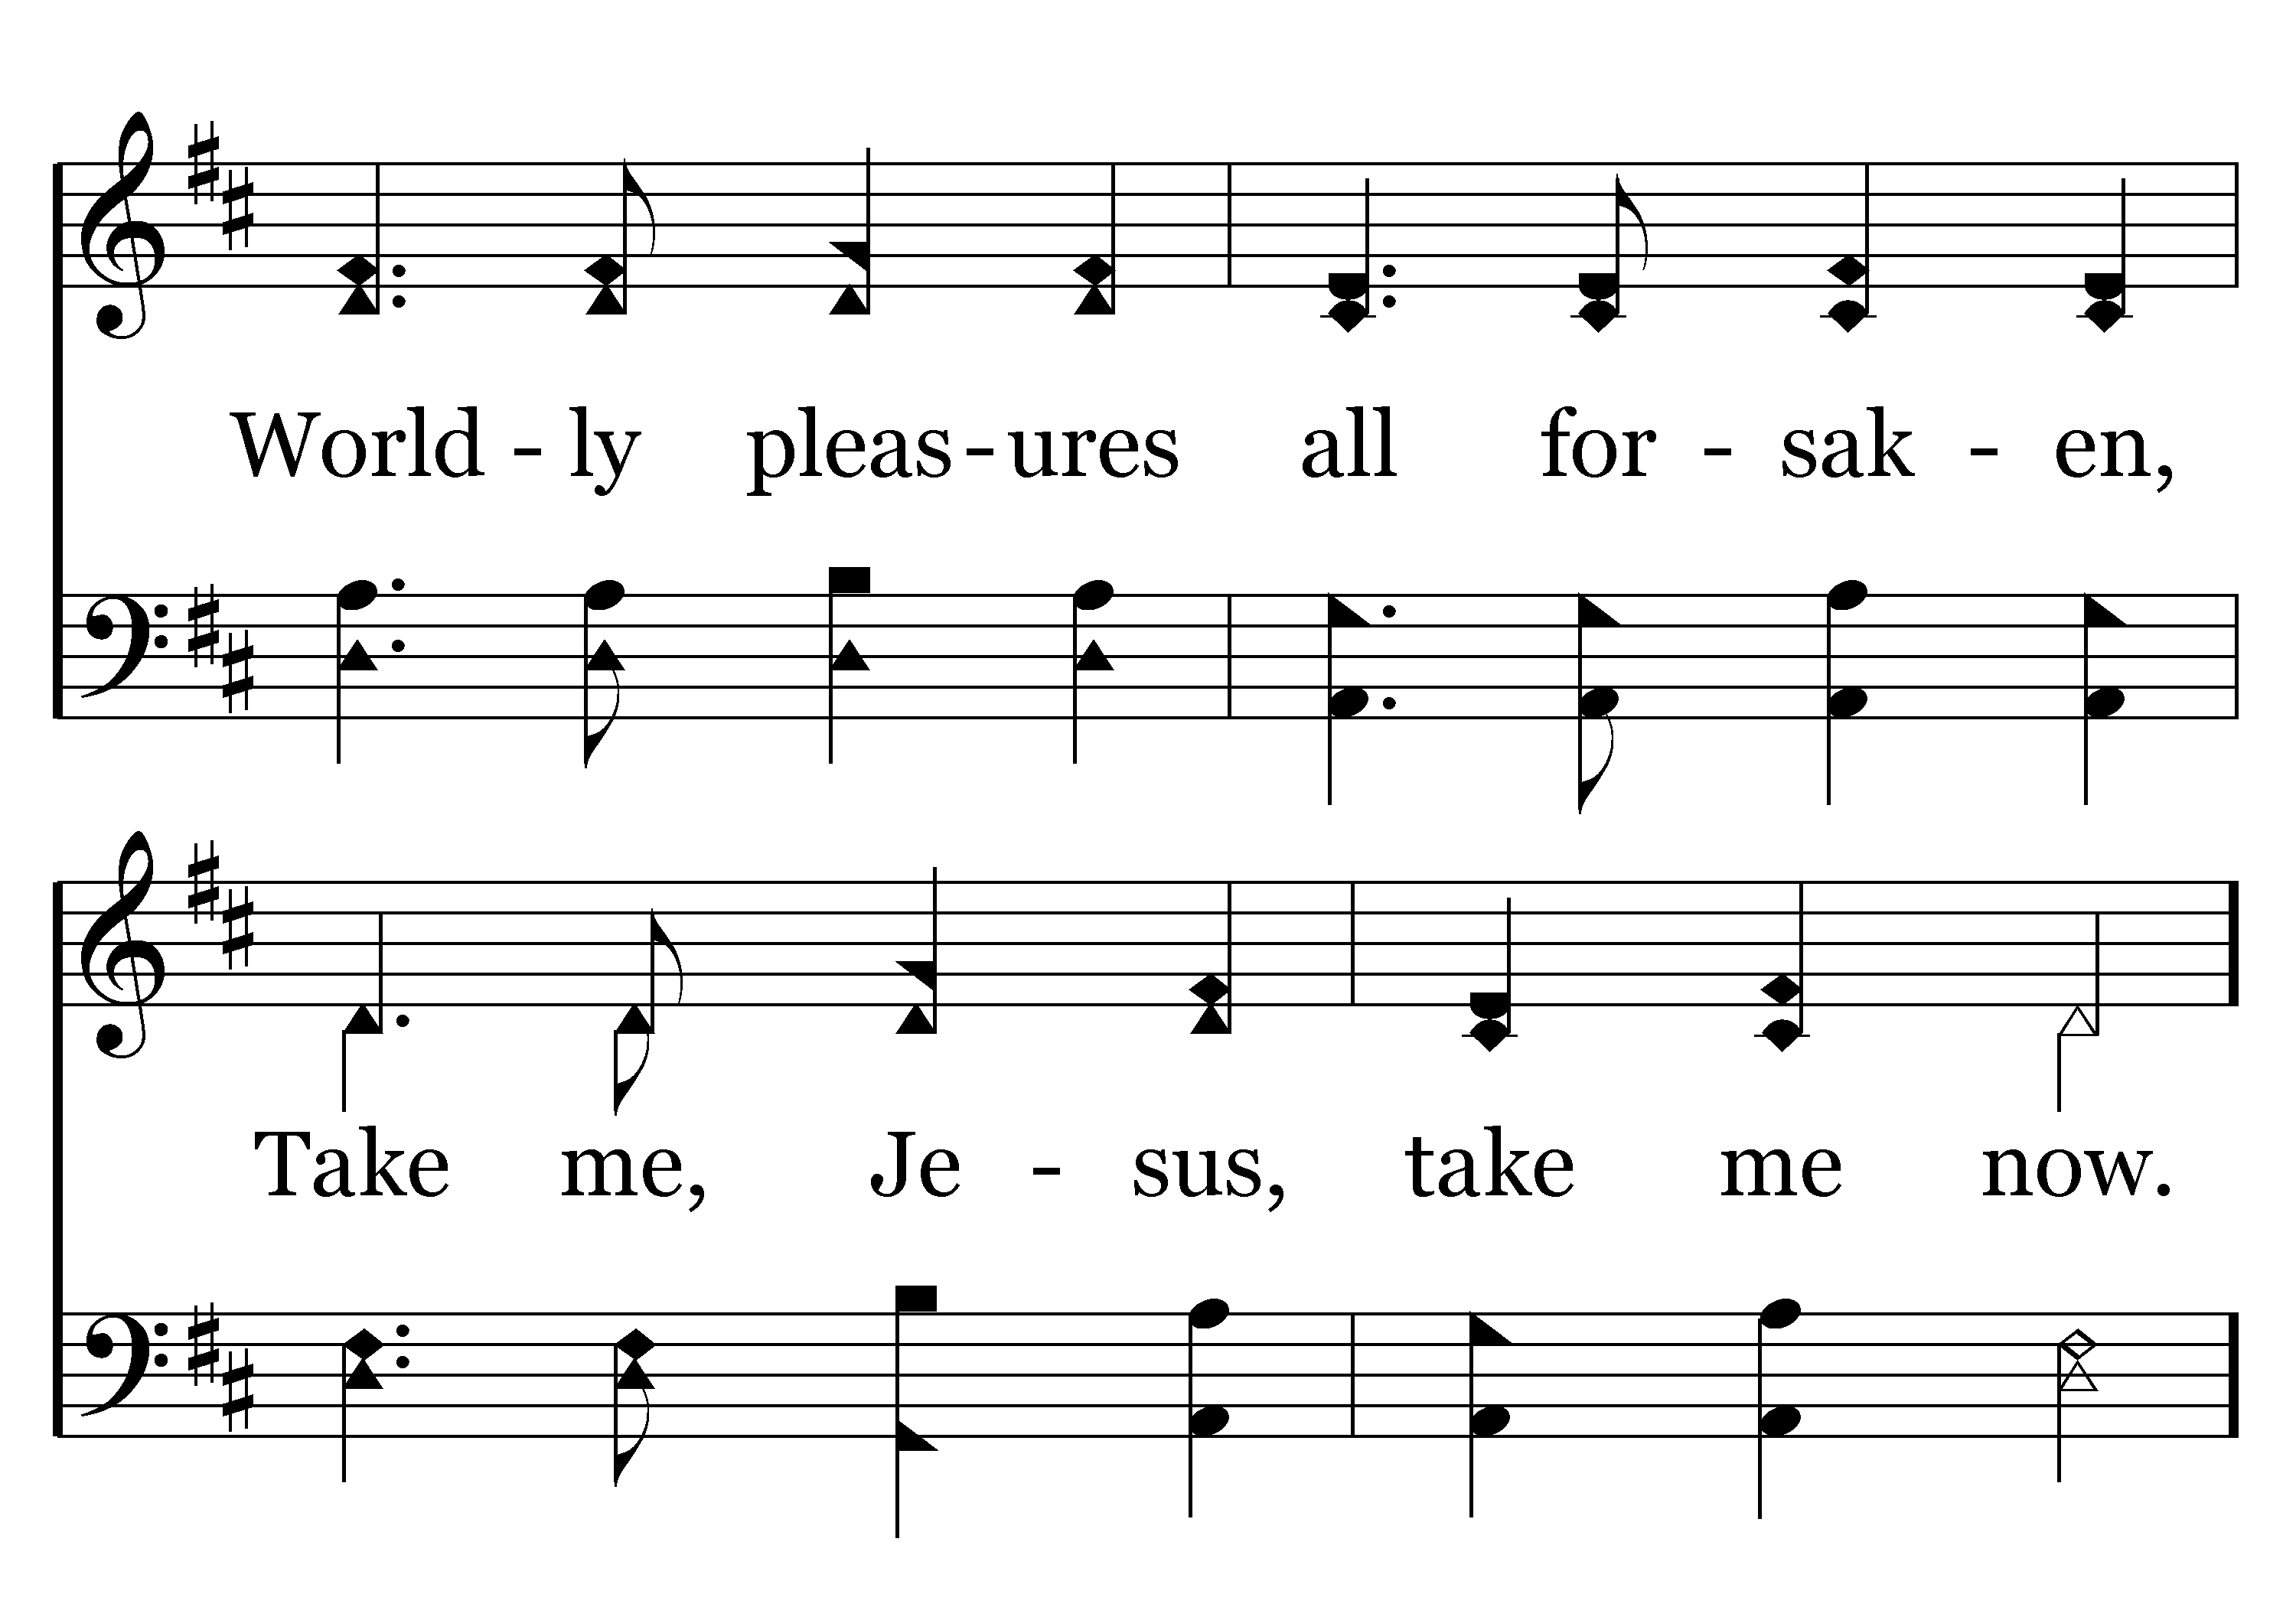 World - ly pleas - ures all for - sak - en,
Take me, Je - sus, take me now.